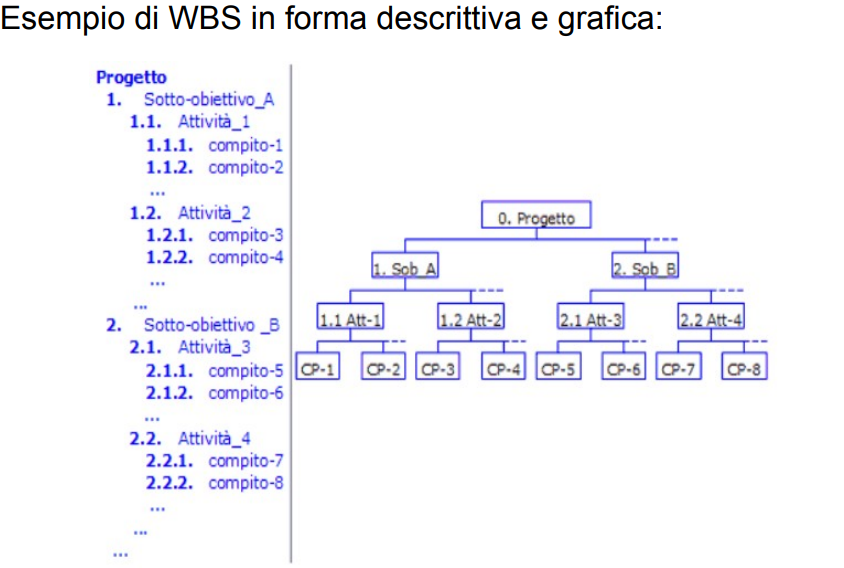 Esempio di WBS in forma descrittiva e grafica:
Progetto
1. Sotto-obiettivo_A
1.1. Attività_1
1.1.1. compito-1
1.1.2. compito-2
...
1.2. Attività_2
1.2.1. compito-3
1.2.2. compito-4
...
...
2. Sotto-obiettivo _B
2.1. Attività_3
2.1.1. compito-5
2.1.2. compito-6
...
2.2. Attività_4
2.2.1. compito-7
2.2.2. compito-8
...
...
...
0. Progetto
1. Sob_A 2. Sob_B
1.1 Att-1 1.2 Att-2 2.1 Att-3 2.2 Att-4
CP-1 CP-2 CP-3 CP-4 CP-5 CP-6 CP-7 CP-8